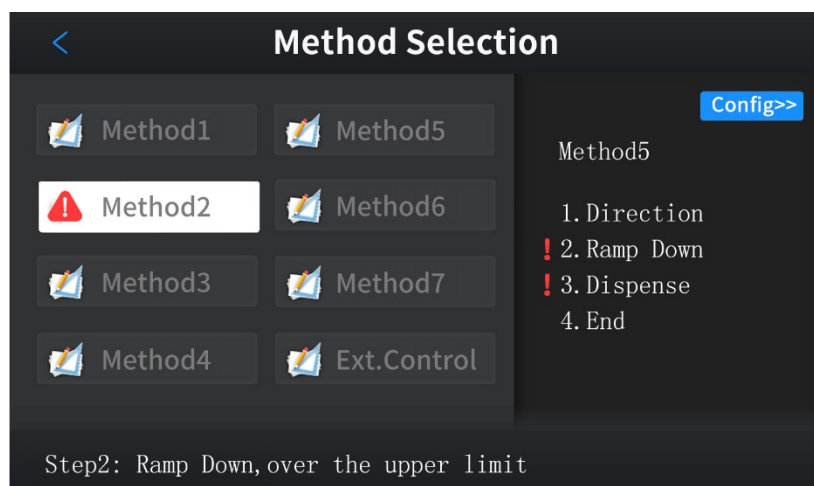 Method Selection
Method1
Method5
Method2
Method6
Method3
Method7
Method4
Ext.Control
Config>>
Method5
1.Direction
2.Ramp Down
3.Dispense
4.End
Step2: Ramp Down,over the upper limit